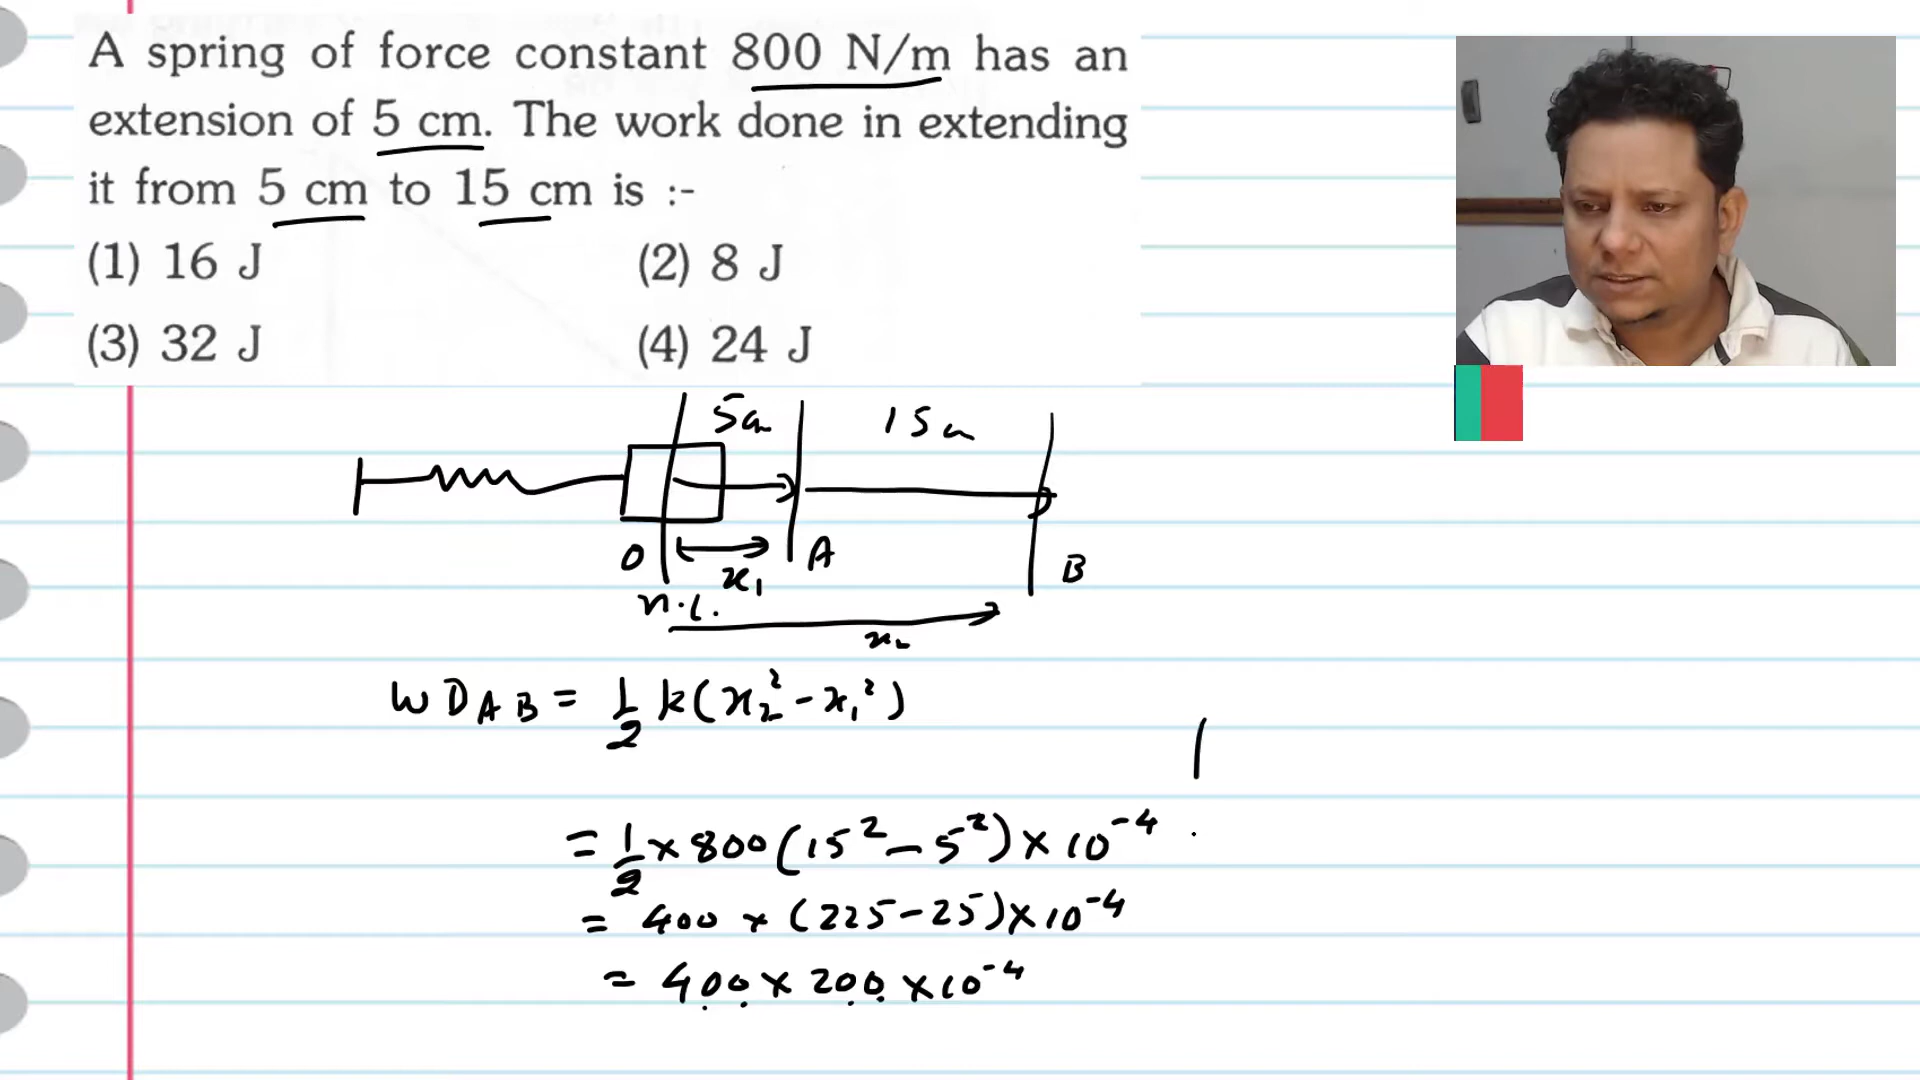 A spring of force constant 800 N/m has an
extension of 5 cm. The work done in extending
it from 5 cm to 15 cm is :-
(1) 16 J (2) 8 J
(3) 32 J (4) 24 J
5cm 15cm
O x₁ A B
n.l.
x₂
WD_AB = 1/2 k(x₂² - x₁²)
= 1/2 × 800 (15² - 5²) × 10⁻⁴
= 400 × (225 - 25) × 10⁻⁴
= 400 × 200 × 10⁻⁴